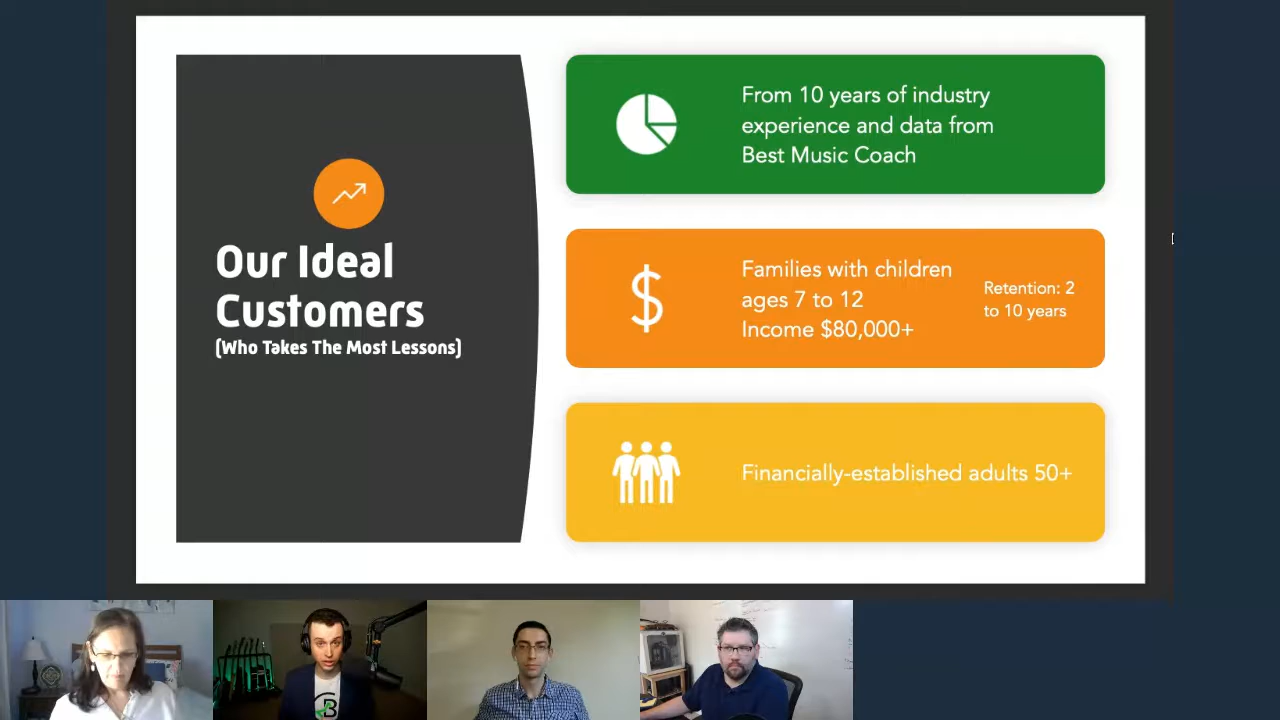 Our Ideal
Customers
(Who Takes The Most Lessons)
From 10 years of industry
experience and data from
Best Music Coach
Families with children
ages 7 to 12
Income $80,000+
Retention: 2
to 10 years
Financially-established adults 50+